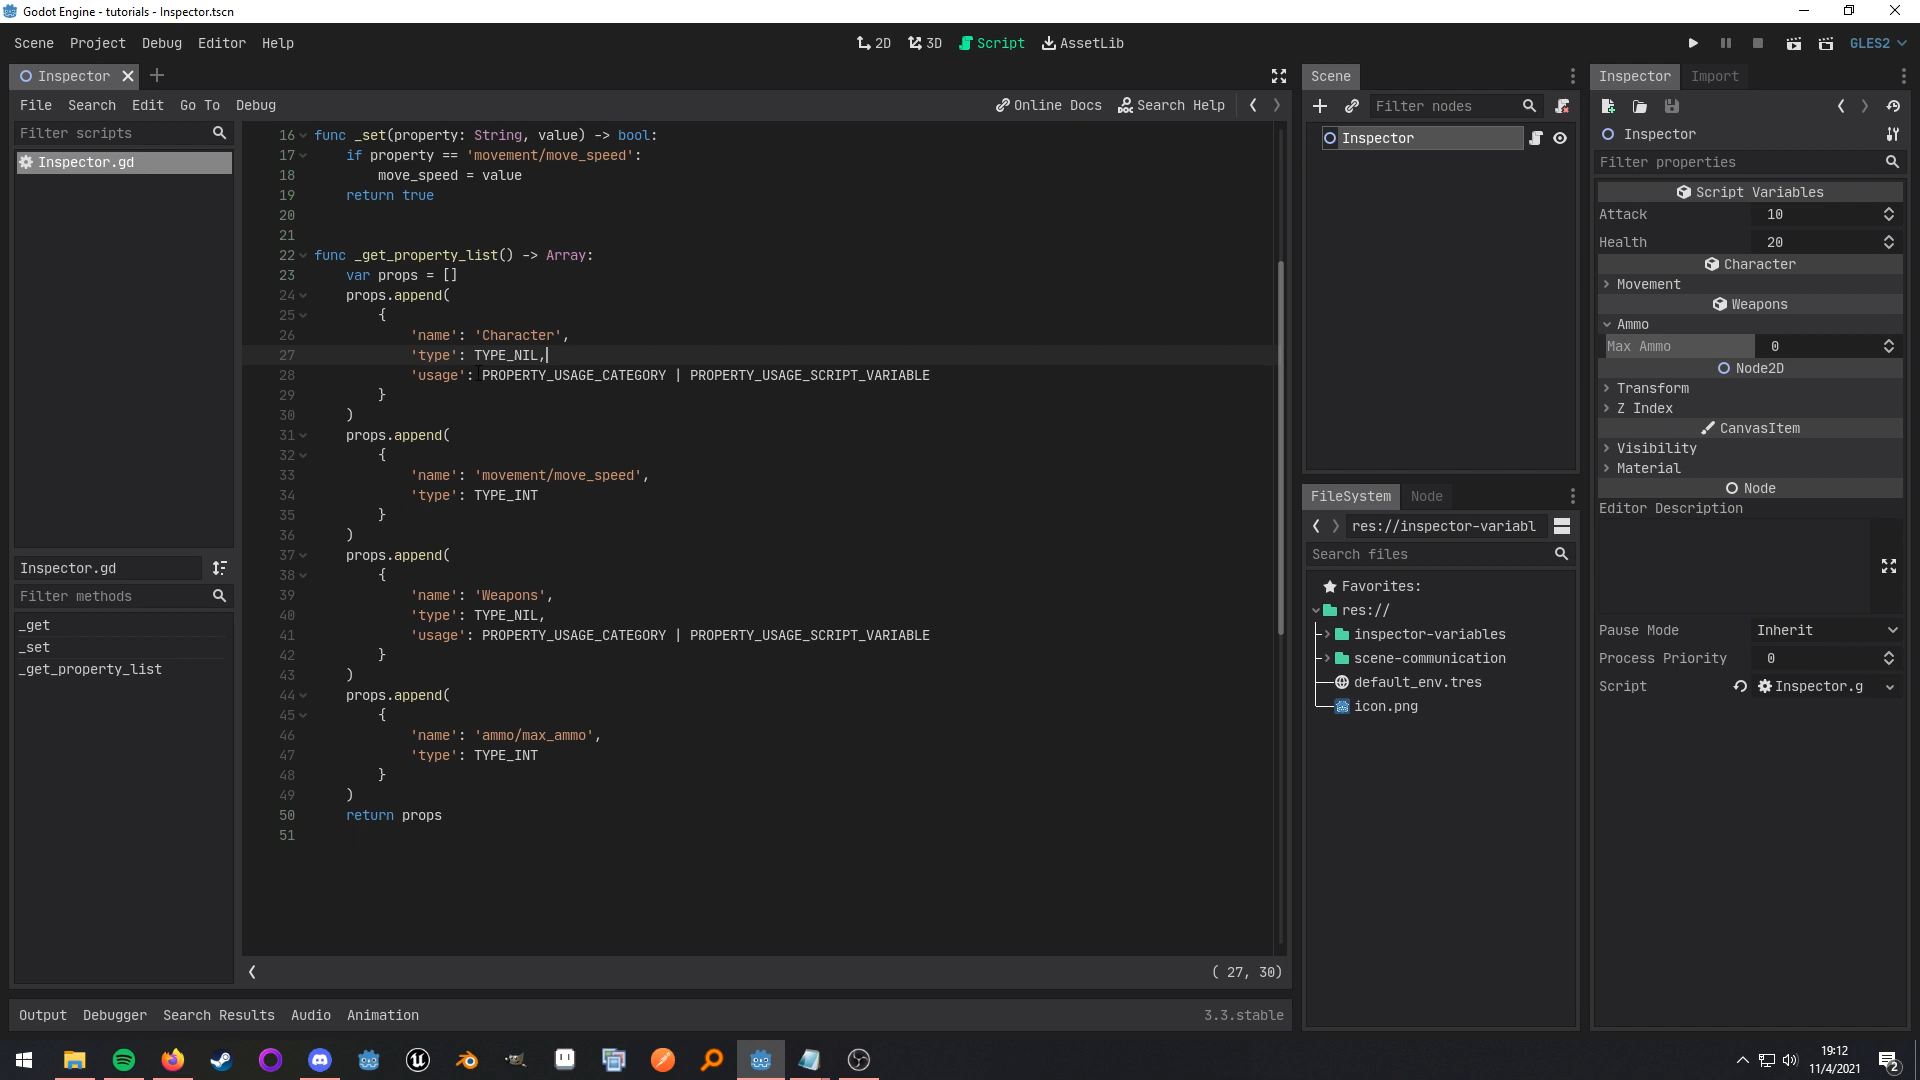 Godot Engine - tutorials - Inspector.tscn
Scene Project Debug Editor Help
2D 3D Script AssetLib
GLES2
Inspector
File Search Edit Go To Debug
Online Docs Search Help
Filter scripts
Inspector.gd
Inspector.gd
Filter methods
_get
_set
_get_property_list
16 func _set(property: String, value) -> bool:
17 if property == 'movement/move_speed':
18 move_speed = value
19 return true
20
21
22 func _get_property_list() -> Array:
23 var props = []
24 props.append(
25 {
26 'name': 'Character',
27 'type': TYPE_NIL,
28 'usage': PROPERTY_USAGE_CATEGORY | PROPERTY_USAGE_SCRIPT_VARIABLE
29 }
30 )
31 props.append(
32 {
33 'name': 'movement/move_speed',
34 'type': TYPE_INT
35 }
36 )
37 props.append(
38 {
39 'name': 'Weapons',
40 'type': TYPE_NIL,
41 'usage': PROPERTY_USAGE_CATEGORY | PROPERTY_USAGE_SCRIPT_VARIABLE
42 }
43 )
44 props.append(
45 {
46 'name': 'ammo/max_ammo',
47 'type': TYPE_INT
48 }
49 )
50 return props
51
( 27, 30)
Output Debugger Search Results Audio Animation
3.3.stable
Scene
Filter nodes
Inspector
FileSystem Node
res://inspector-variabl
Search files
Favorites:
res://
inspector-variables
scene-communication
default_env.tres
icon.png
Inspector Import
Inspector
Filter properties
Script Variables
Attack 10
Health 20
Character
Movement
Weapons
Ammo
Max Ammo 0
Node2D
Transform
Z Index
CanvasItem
Visibility
Material
Node
Editor Description
Pause Mode Inherit
Process Priority 0
Script Inspector.g
19:12
11/4/2021
2